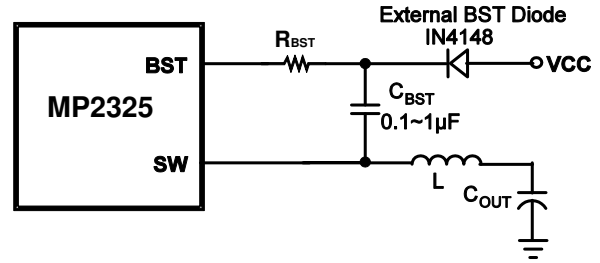 External BST Diode
IN4148
RBST
BST
VCC
MP2325
CBST
0.1~1µF
SW
L
COUT